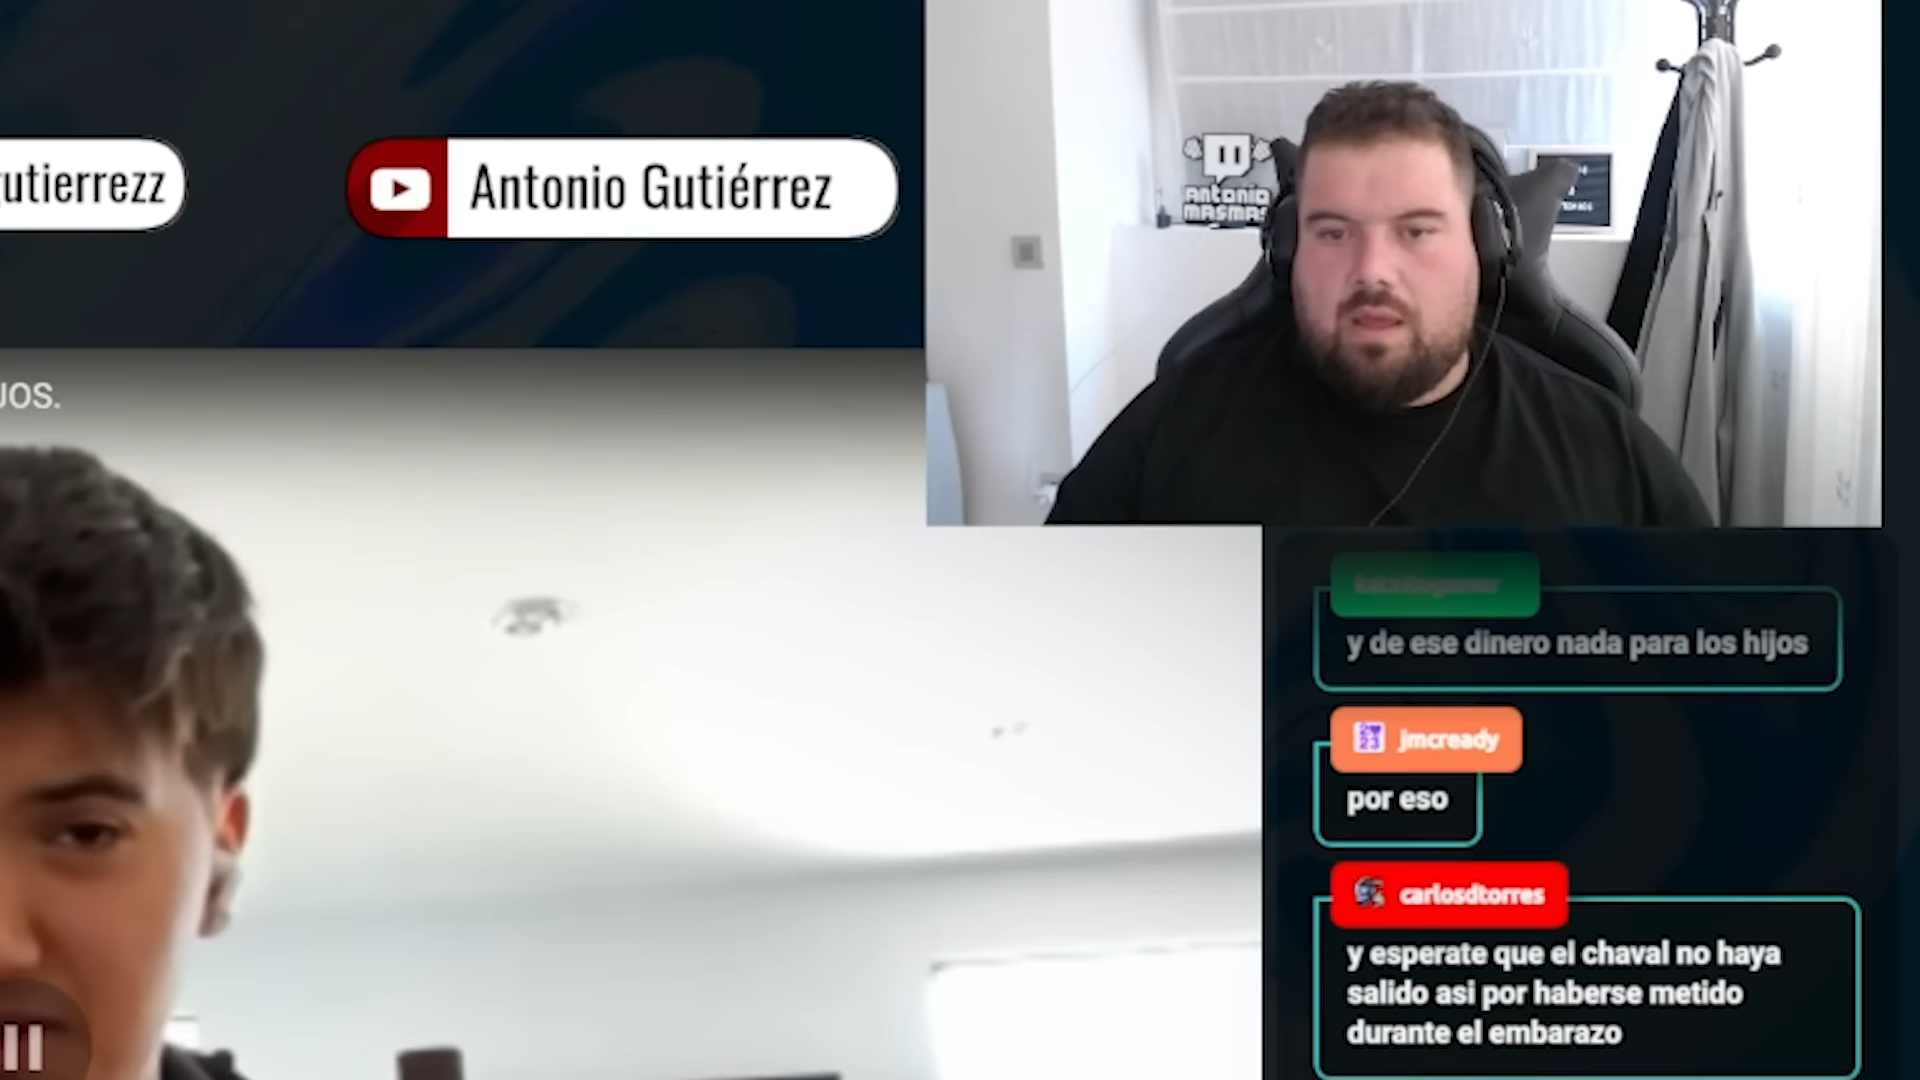 utierrezz
Antonio Gutiérrez
Antonio
MASMAS
JOS.
y de ese dinero nada para los hijos
jmcready
por eso
carlosdtorres
y esperate que el chaval no haya
salido asi por haberse metido
durante el embarazo